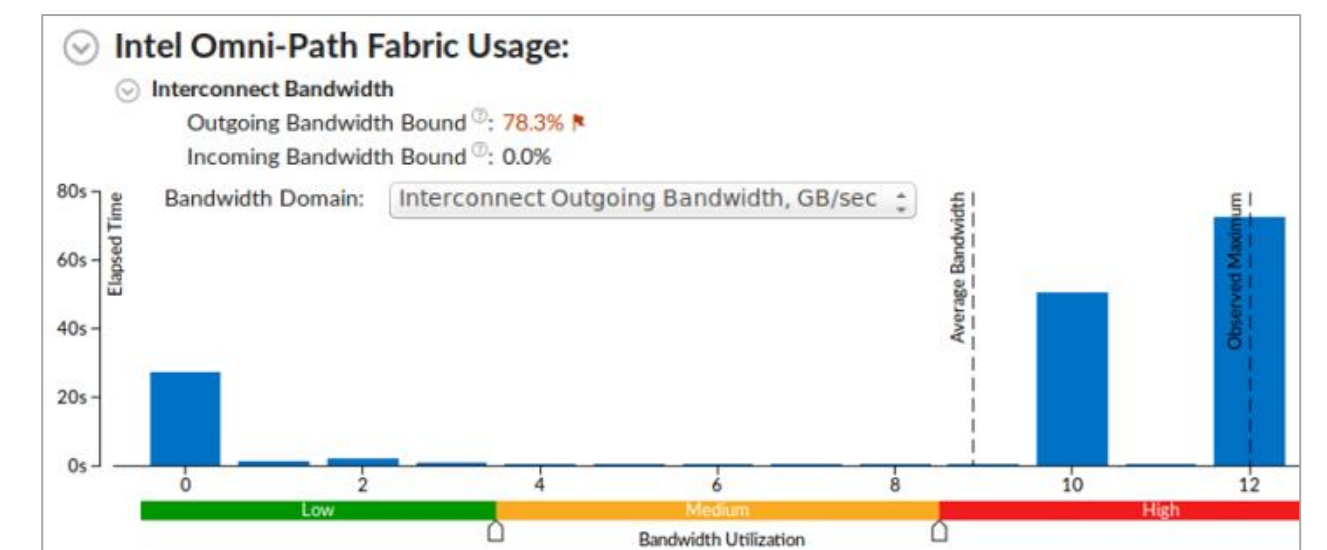 Intel Omni-Path Fabric Usage:
Interconnect Bandwidth
Outgoing Bandwidth Bound ?: 78.3%
Incoming Bandwidth Bound ?: 0.0%
Bandwidth Domain: Interconnect Outgoing Bandwidth, GB/sec
80s
60s
40s
20s
0s
Elapsed Time
Average Bandwidth
Observed Maximum
0 2 4 6 8 10 12
Low Medium High
Bandwidth Utilization